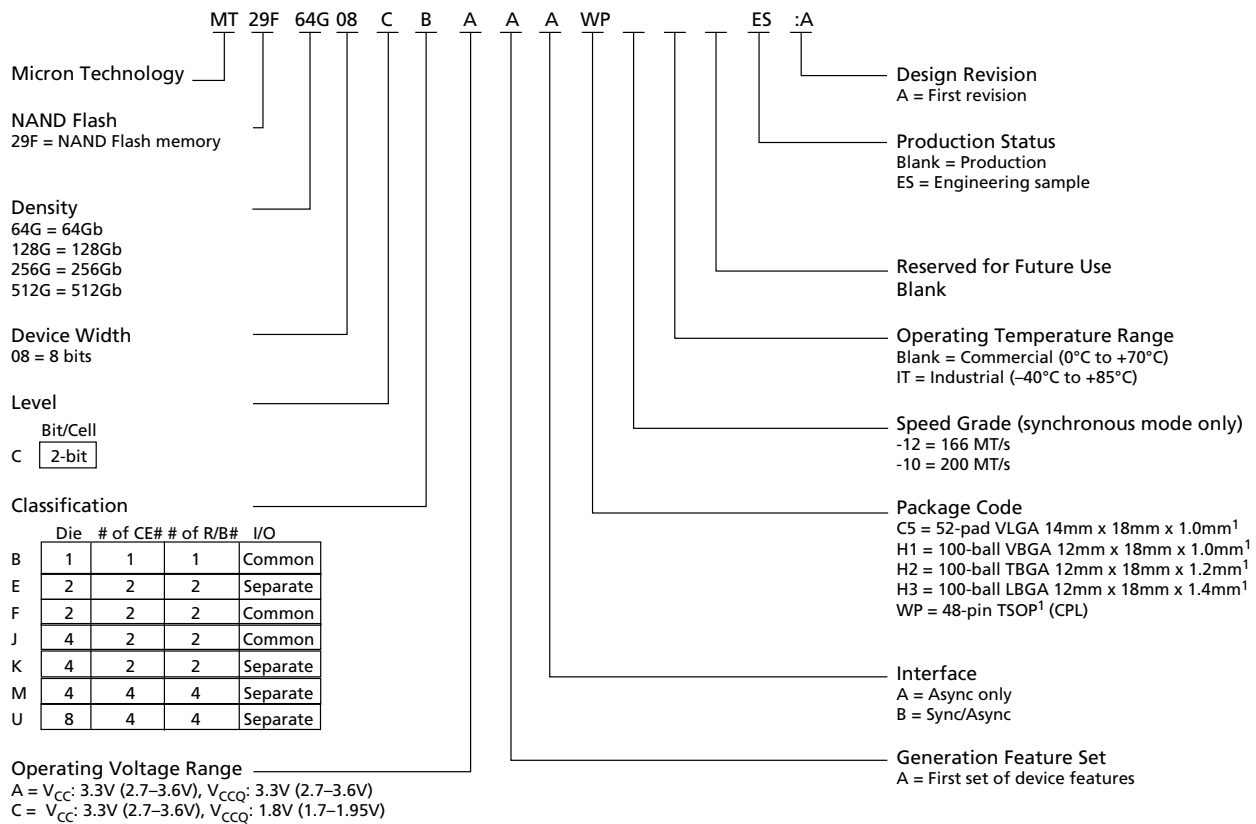 MT 29F 64G 08 C B A A A WP ES :A
Micron Technology
NAND Flash
29F = NAND Flash memory
Density
64G = 64Gb
128G = 128Gb
256G = 256Gb
512G = 512Gb
Device Width
08 = 8 bits
Level
Bit/Cell
C 2-bit
Classification
Die # of CE# # of R/B# I/O
B 1 1 1 Common
E 2 2 2 Separate
F 2 2 2 Common
J 4 2 2 Common
K 4 2 2 Separate
M 4 4 4 Separate
U 8 4 4 Separate
Operating Voltage Range
A = VCC: 3.3V (2.7–3.6V), VCCQ: 3.3V (2.7–3.6V)
C = VCC: 3.3V (2.7–3.6V), VCCQ: 1.8V (1.7–1.95V)
Design Revision
A = First revision
Production Status
Blank = Production
ES = Engineering sample
Reserved for Future Use
Blank
Operating Temperature Range
Blank = Commercial (0°C to +70°C)
IT = Industrial (–40°C to +85°C)
Speed Grade (synchronous mode only)
-12 = 166 MT/s
-10 = 200 MT/s
Package Code
C5 = 52-pad VLGA 14mm x 18mm x 1.0mm1
H1 = 100-ball VBGA 12mm x 18mm x 1.0mm1
H2 = 100-ball TBGA 12mm x 18mm x 1.2mm1
H3 = 100-ball LBGA 12mm x 18mm x 1.4mm1
WP = 48-pin TSOP1 (CPL)
Interface
A = Async only
B = Sync/Async
Generation Feature Set
A = First set of device features